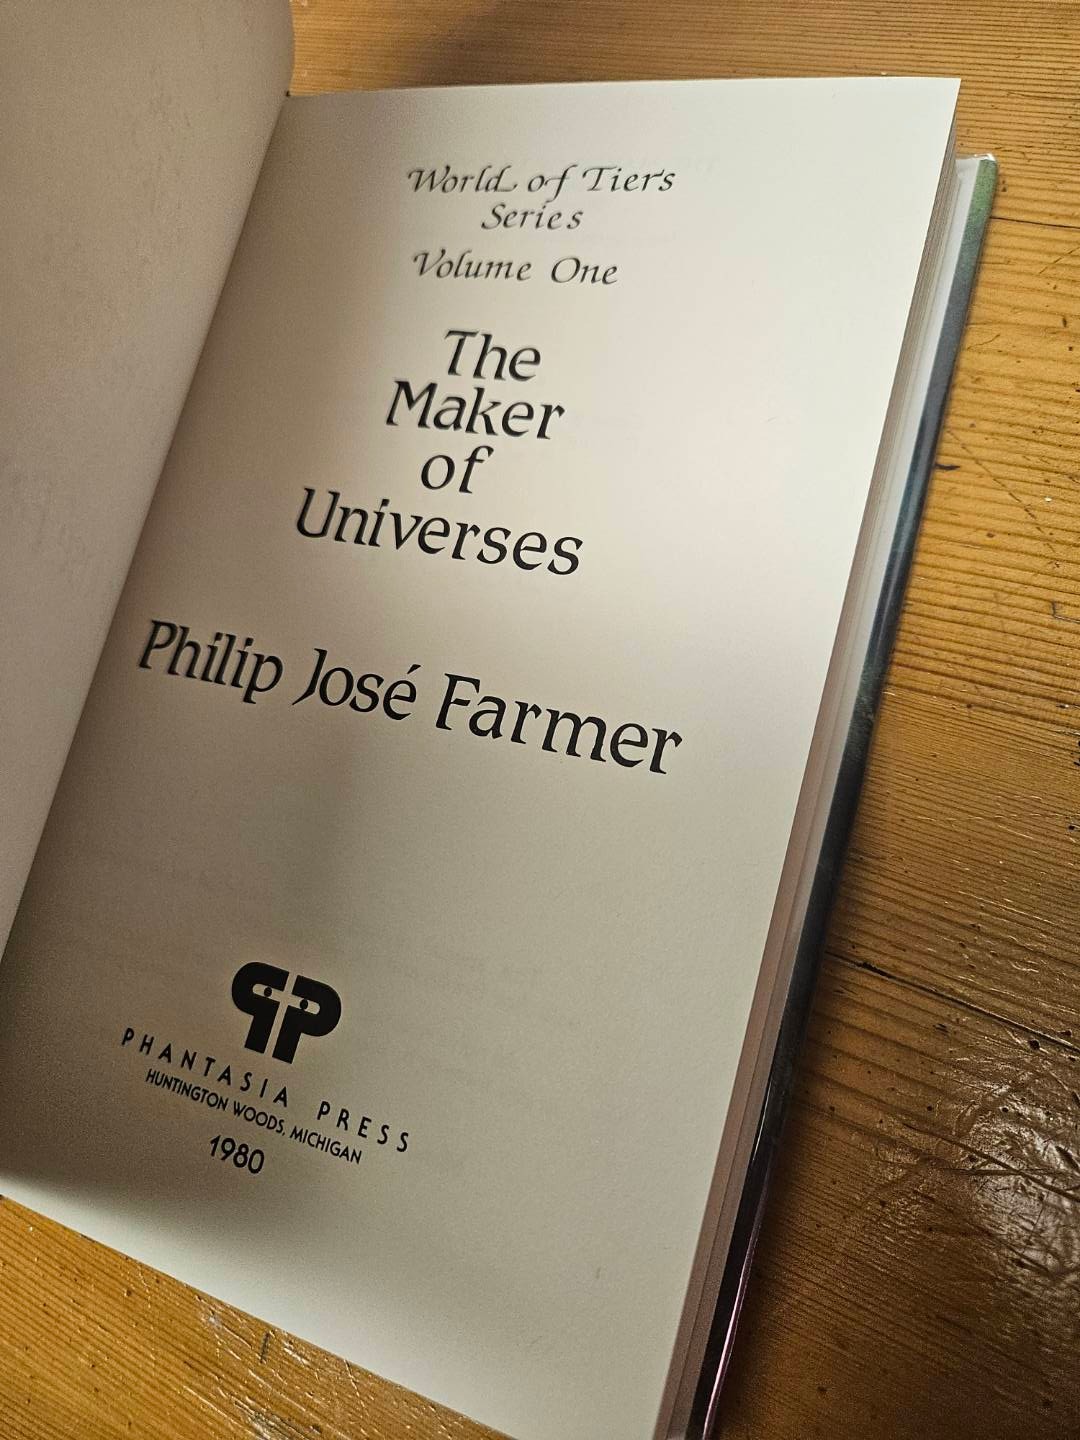 World of Tiers
Series
Volume One
The
Maker
of
Universes
Philip José Farmer
PHANTASIA PRESS
HUNTINGTON WOODS, MICHIGAN
1980